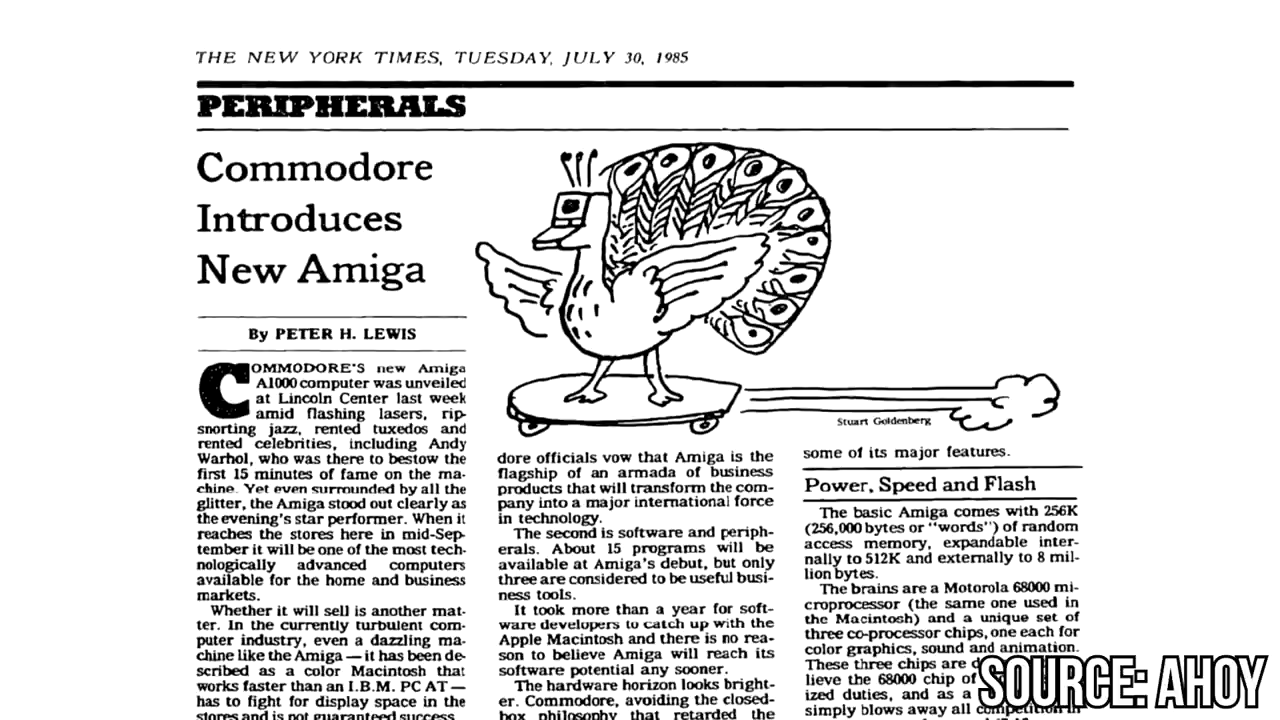 THE NEW YORK TIMES, TUESDAY, JULY 30, 1985
PERIPHERALS
Commodore
Introduces
New Amiga
By PETER H. LEWIS
COMMODORE'S new Amiga
A1000 computer was unveiled
at Lincoln Center last week
amid flashing lasers, rip-
snorting jazz, rented tuxedos and
rented celebrities, including Andy
Warhol, who was there to bestow the
first 15 minutes of fame on the ma-
chine. Yet even surrounded by all the
glitter, the Amiga stood out clearly as
the evening's star performer. When it
reaches the stores here in mid-Sep-
tember it will be one of the most tech-
nologically advanced computers
available for the home and business
markets.
Whether it will sell is another mat-
ter. In the currently turbulent com-
puter industry, even a dazzling ma-
chine like the Amiga — it has been de-
scribed as a color Macintosh that
works faster than an I.B.M. PC AT —
has to fight for display space in the
stores and is not guaranteed success.
Stuart Goldenberg
dore officials vow that Amiga is the
flagship of an armada of business
products that will transform the com-
pany into a major international force
in technology.
The second is software and periph-
erals. About 15 programs will be
available at Amiga's debut, but only
three are considered to be useful busi-
ness tools.
It took more than a year for soft-
ware developers to catch up with the
Apple Macintosh and there is no rea-
son to believe Amiga will reach its
software potential any sooner.
The hardware horizon looks bright-
er. Commodore, avoiding the closed-
box philosophy that retarded the
some of its major features.
Power, Speed and Flash
The basic Amiga comes with 256K
(256,000 bytes or "words") of random
access memory, expandable inter-
nally to 512K and externally to 8 mil-
lion bytes.
The brains are a Motorola 68000 mi-
croprocessor (the same one used in
the Macintosh) and a unique set of
three co-processor chips, one each for
color graphics, sound and animation.
These three chips are d
lieve the 68000 chip of
ized duties, and as a
simply blows away all competition in
SOURCE: AHOY